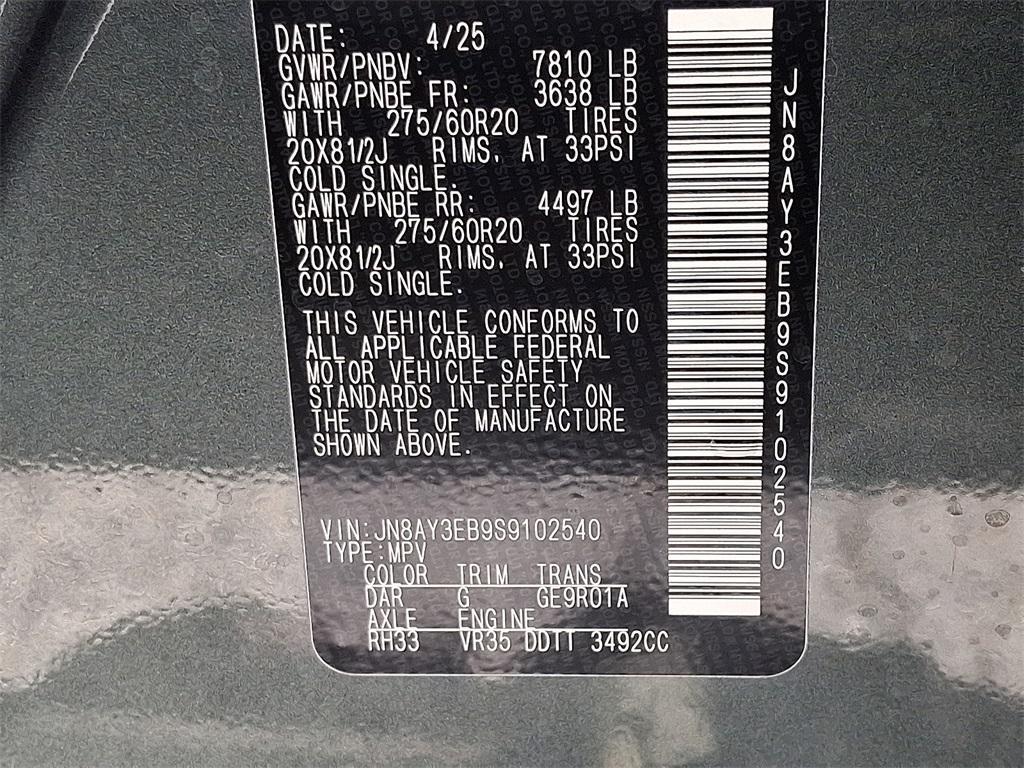 DATE: 4/25
GVWR/PNBV: 7810 LB
GAWR/PNBE FR: 3638 LB
WITH 275/60R20 TIRES
20X81/2J RIMS. AT 33PSI
COLD SINGLE.
GAWR/PNBE RR: 4497 LB
WITH 275/60R20 TIRES
20X81/2J RIMS. AT 33PSI
COLD SINGLE.
THIS VEHICLE CONFORMS TO
ALL APPLICABLE FEDERAL
MOTOR VEHICLE SAFETY
STANDARDS IN EFFECT ON
THE DATE OF MANUFACTURE
SHOWN ABOVE.
VIN:JN8AY3EB9S9102540
TYPE:MPV
COLOR TRIM TRANS
DAR G GE9R01A
AXLE ENGINE
RH33 VR35 DDTT 3492CC
JN8AY3EB9S9102540